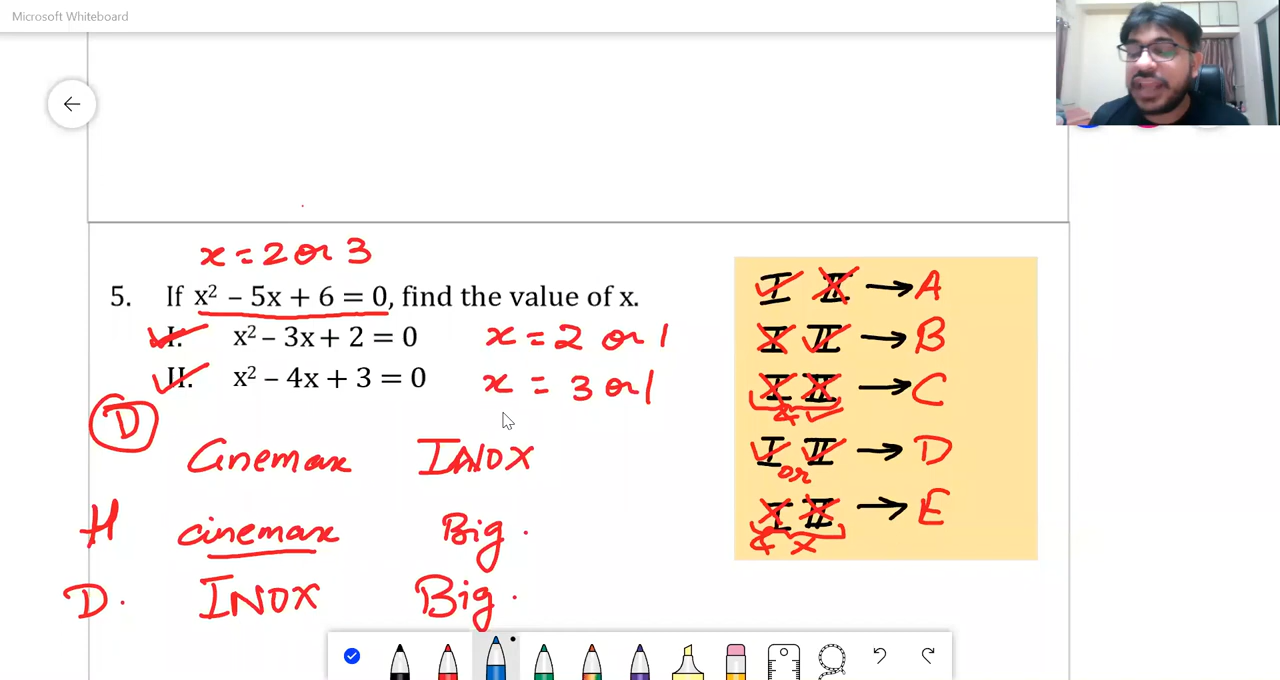 Microsoft Whiteboard
x = 2 or 3
5. If x² – 5x + 6 = 0, find the value of x.
I. x² – 3x + 2 = 0 x = 2 or 1
II. x² – 4x + 3 = 0 x = 3 or 1
D
Cinemax INOX
H cinemax Big.
D. INOX Big.
I II → A
I II → B
I II → C
&
I II → D
or
I II → E
&